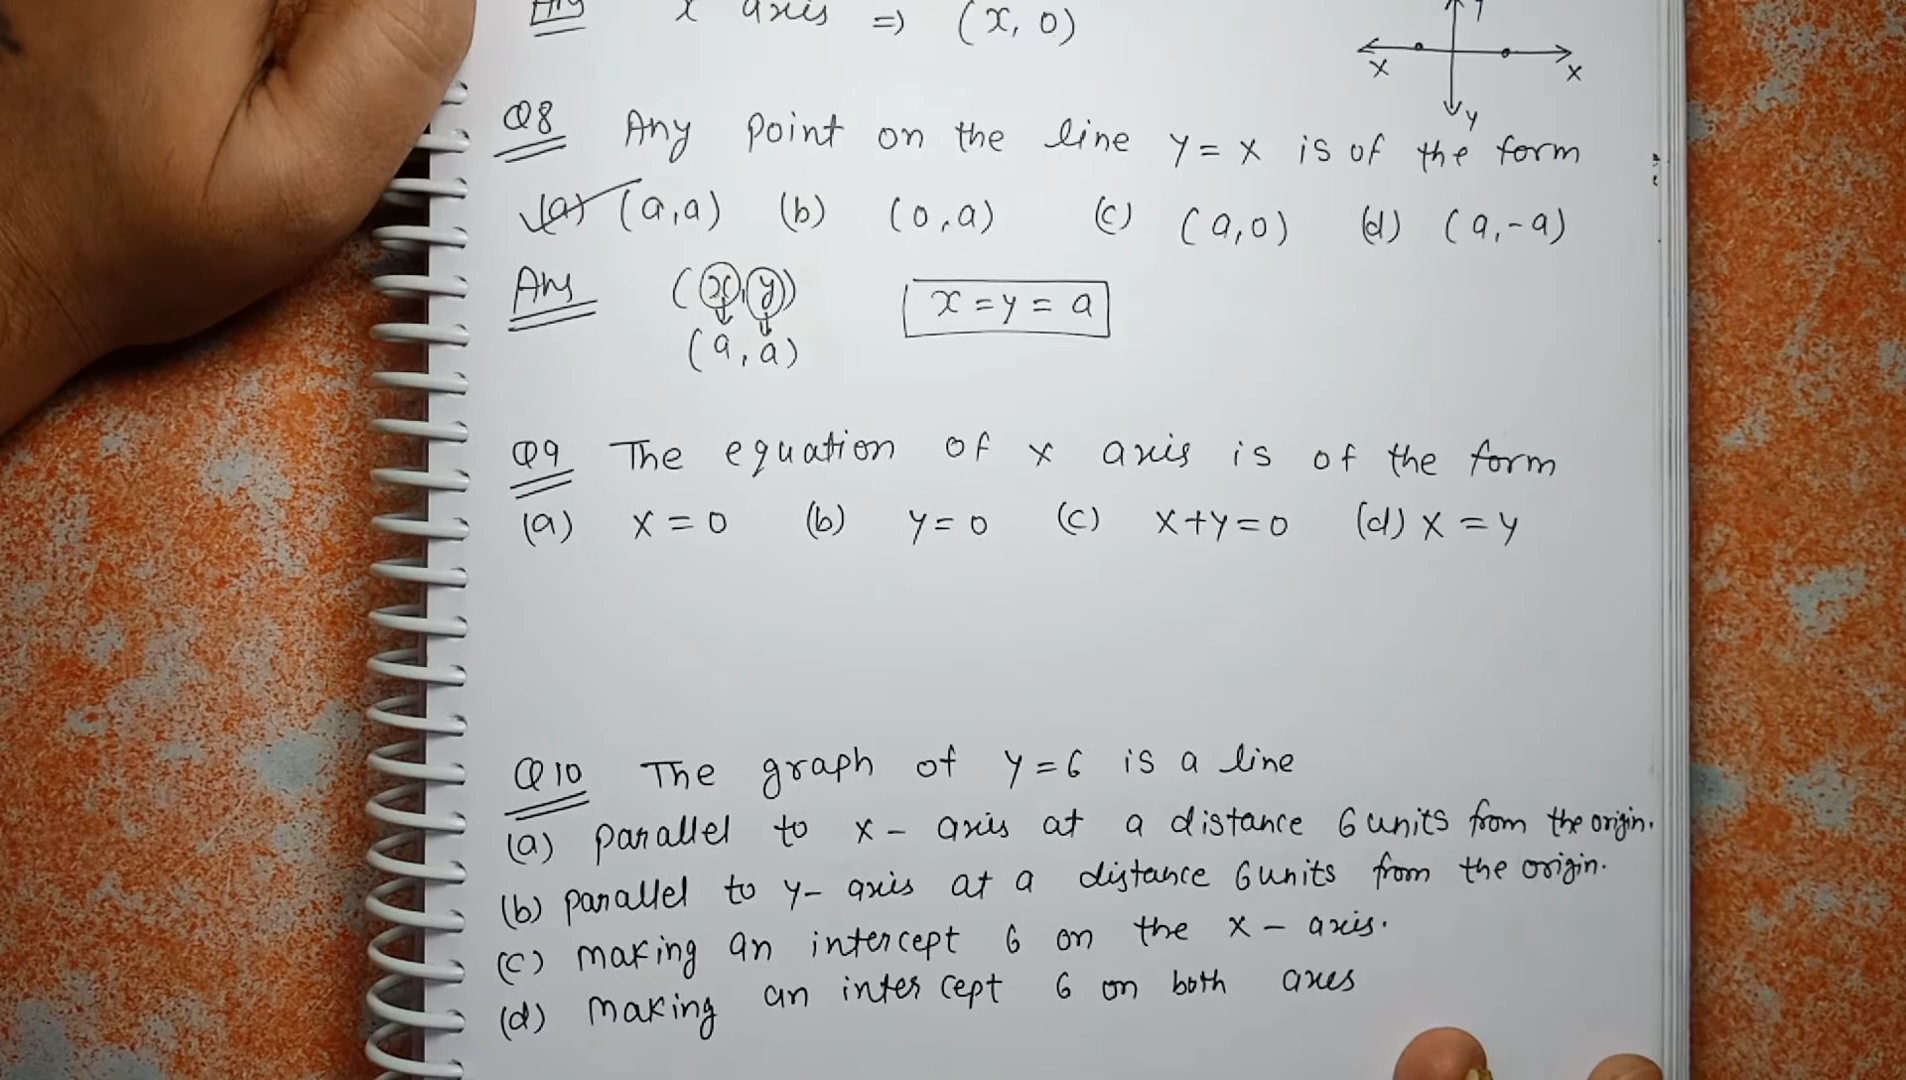 Ans x axis ⇒ (x, 0)
Y
X X
Y
Q8 Any point on the line y = x is of the form
(a) (a,a) (b) (0,a) (c) (a,0) (d) (a,-a)
Ans (x,y) x = y = a
(a,a)
Q9 The equation of x axis is of the form
(a) x = 0 (b) y = 0 (c) x+y=0 (d) x = y
Q10 The graph of y = 6 is a line
(a) parallel to x - axis at a distance 6 units from the origin.
(b) parallel to y- axis at a distance 6 units from the origin.
(c) making an intercept 6 on the x - axis.
(d) making an intercept 6 on both axes